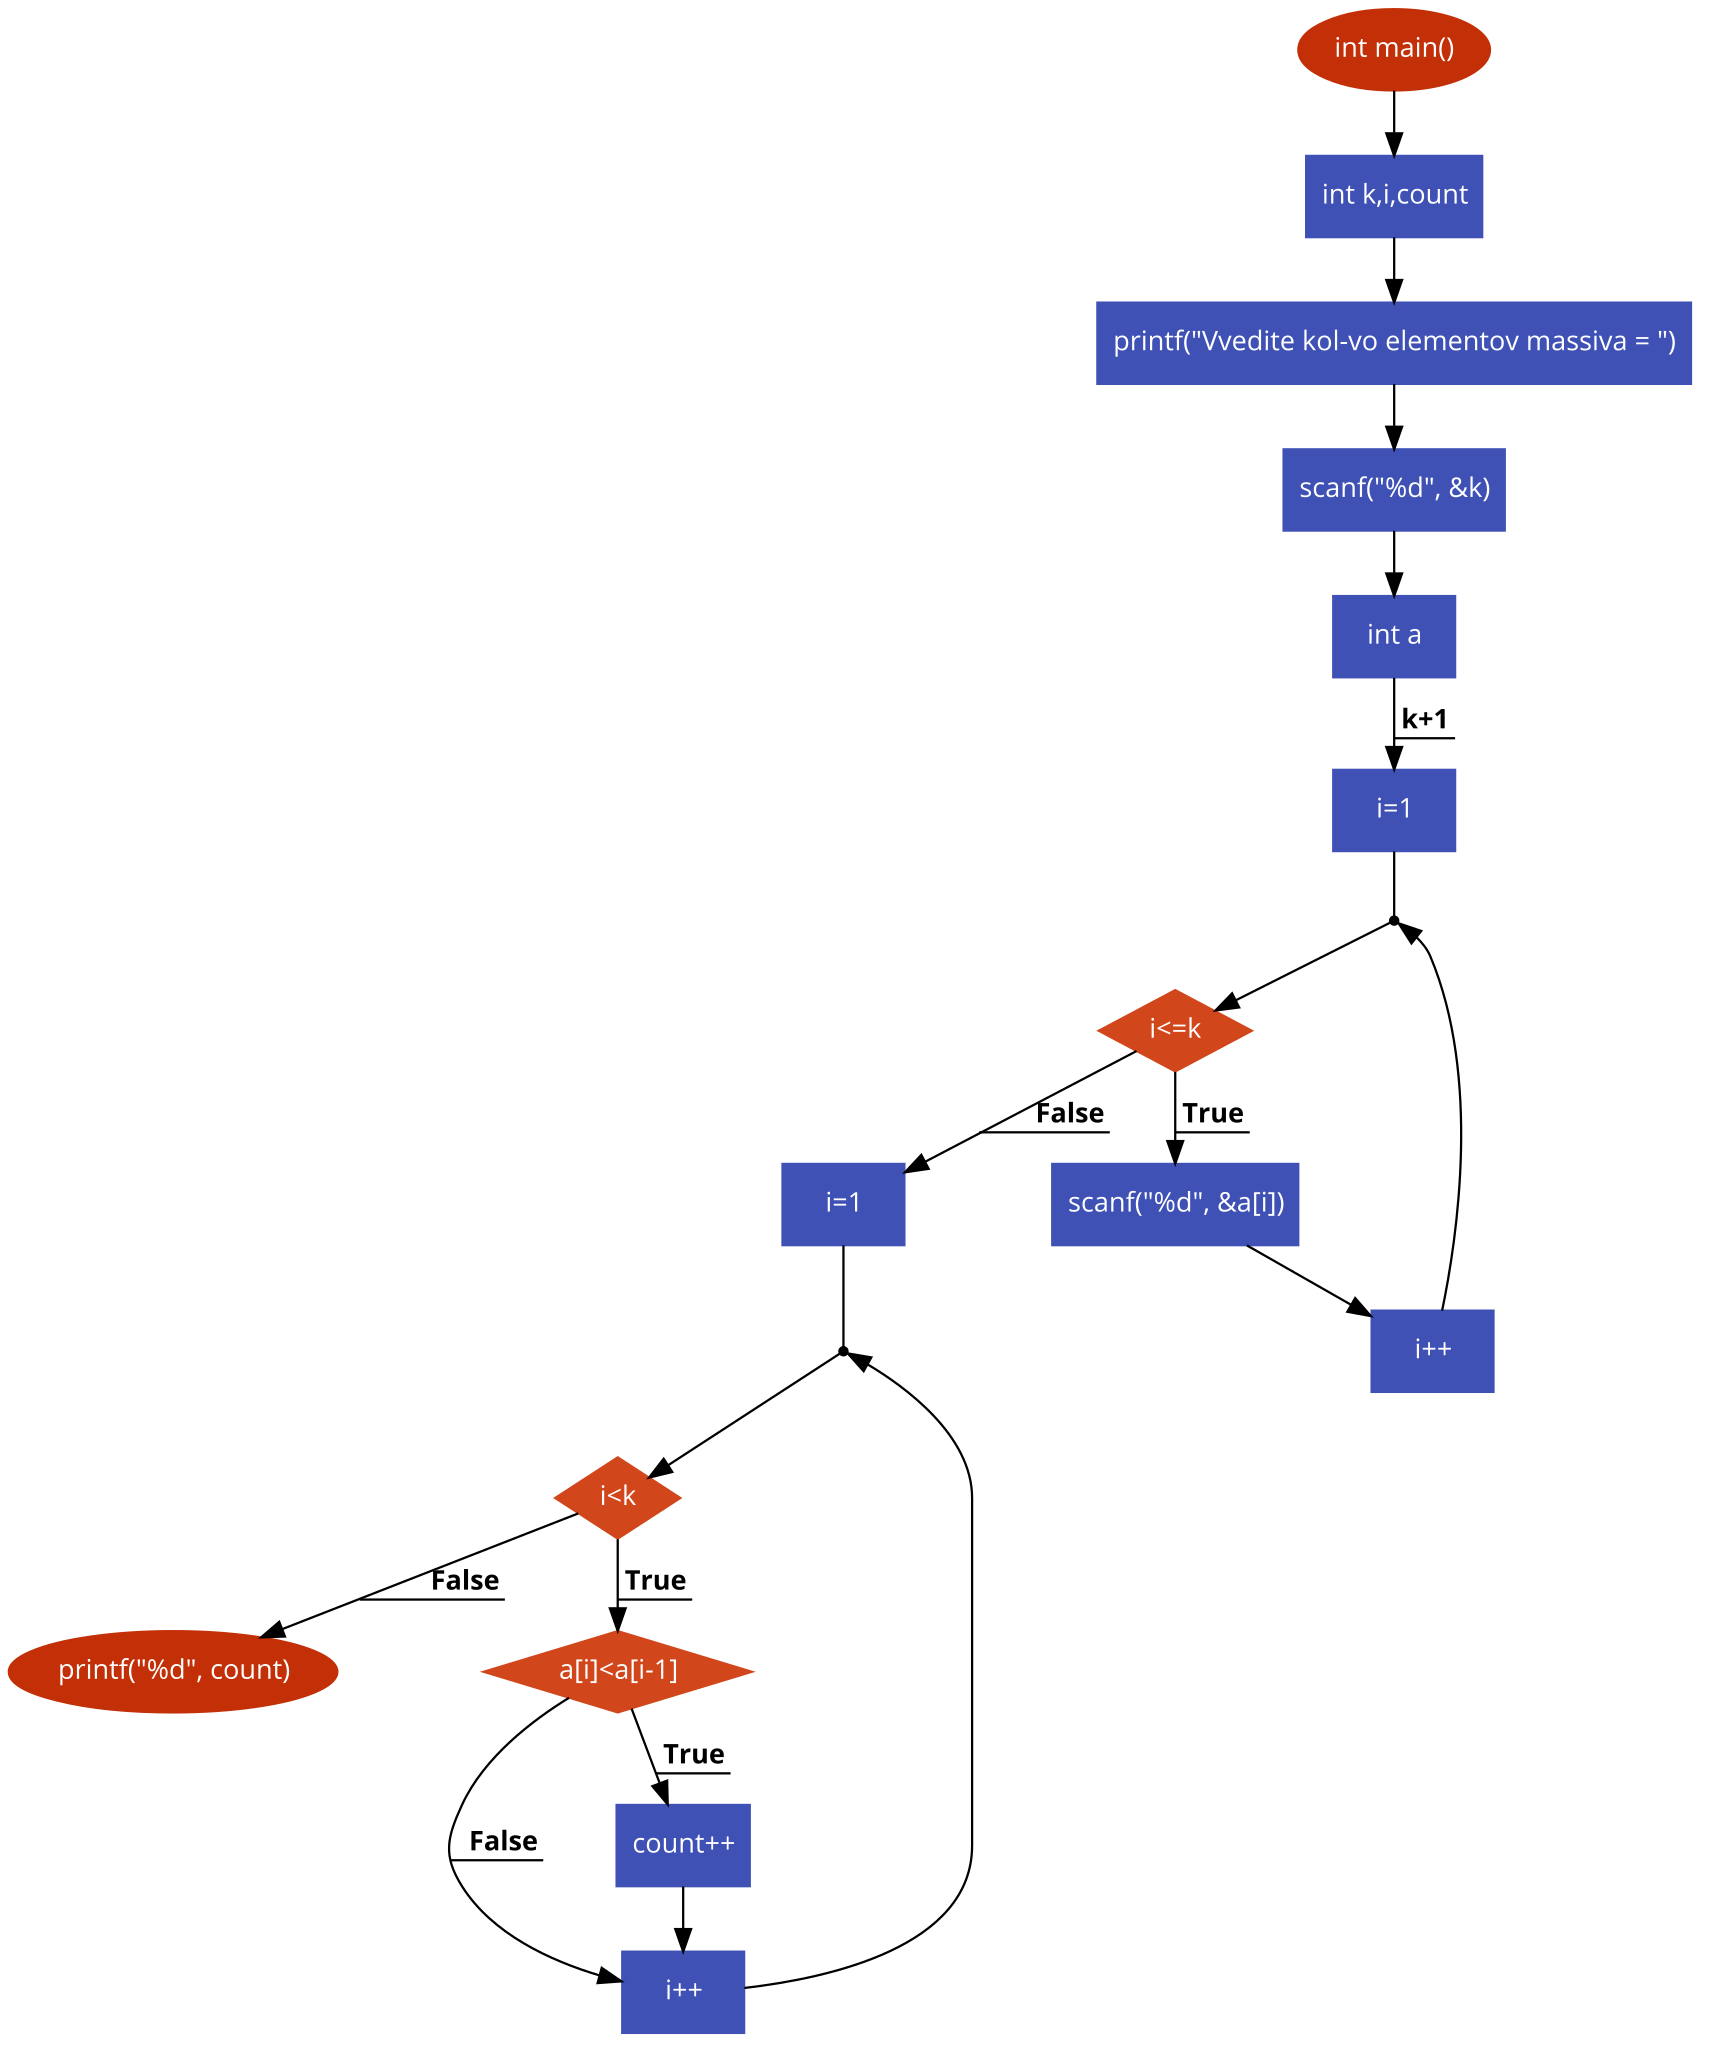 int main()
int k,i,count
printf("Vvedite kol-vo elementov massiva = ")
scanf("%d", &k)
int a
k+1
i=1
i<=k
False
True
i=1
scanf("%d", &a[i])
i++
i<k
False
True
printf("%d", count)
a[i]<a[i-1]
True
False
count++
i++